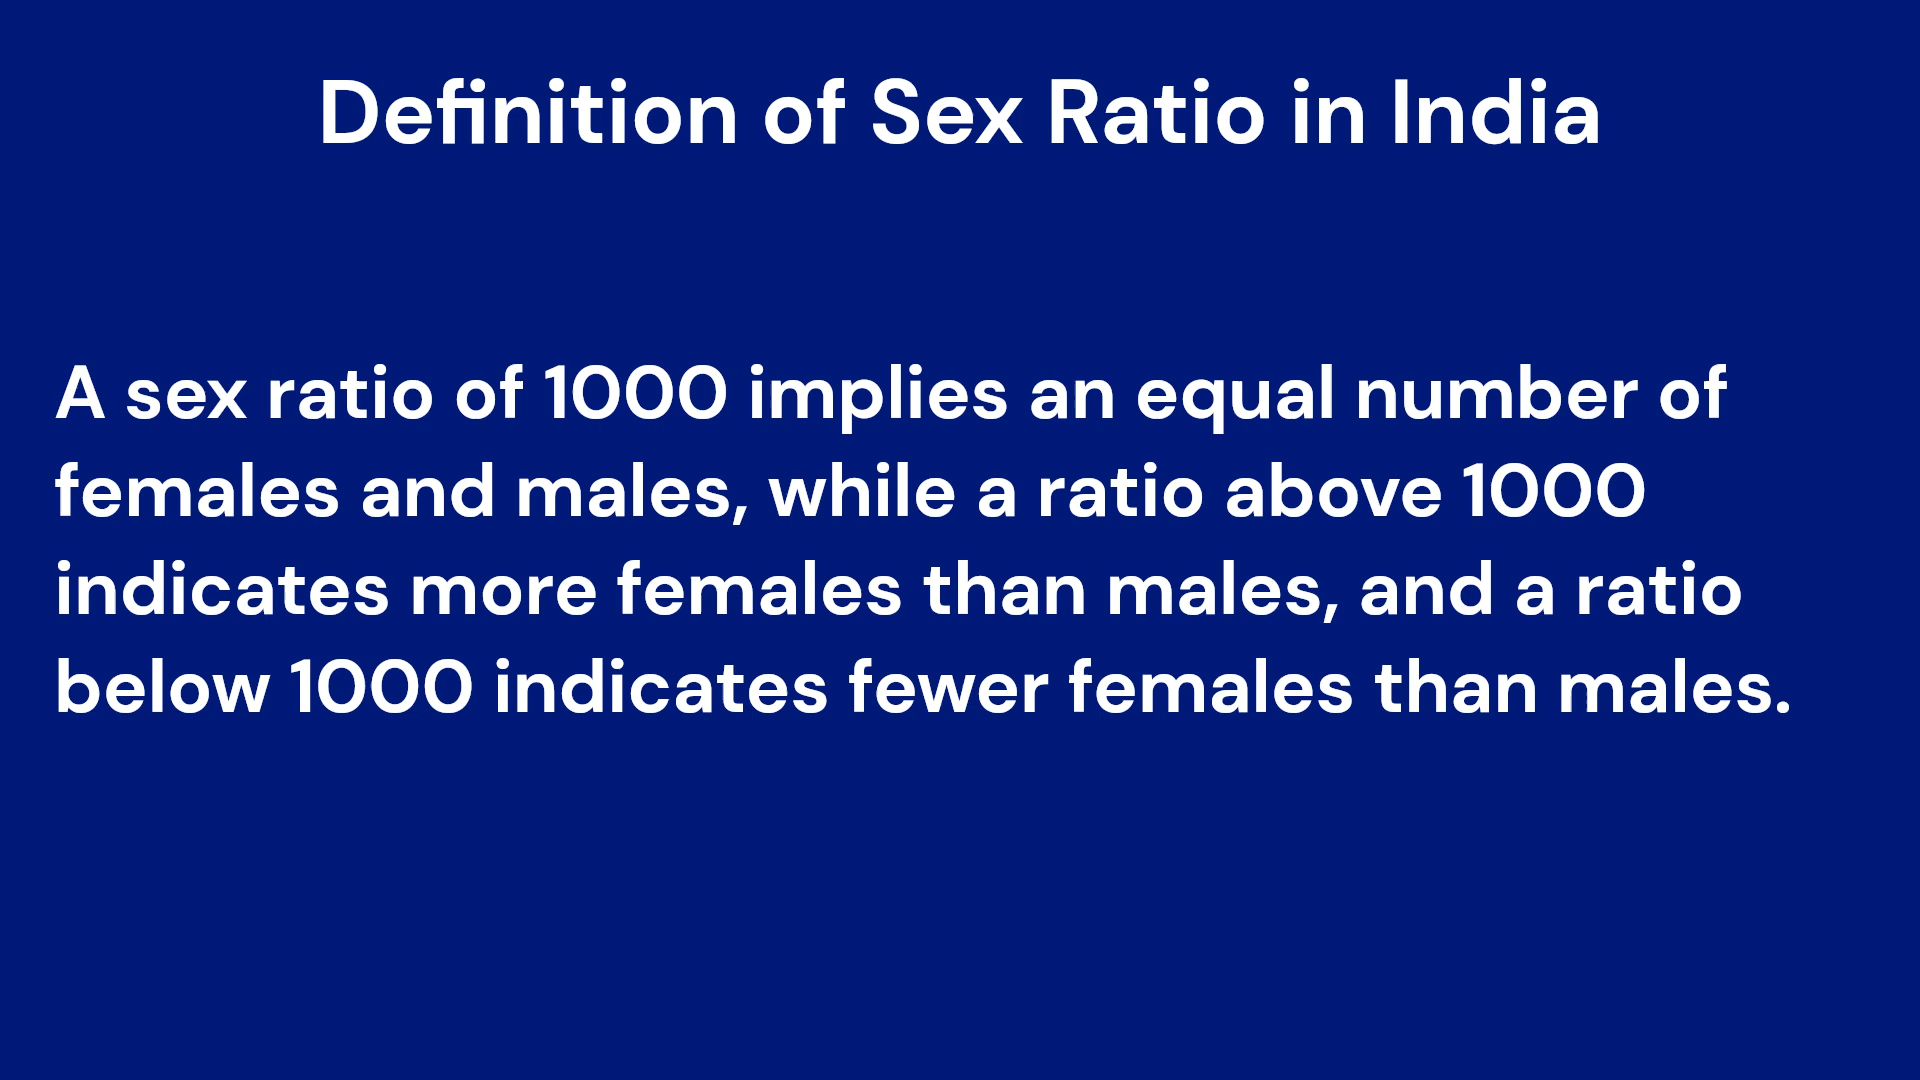 Definition of Sex Ratio in India
A sex ratio of 1000 implies an equal number of
females and males, while a ratio above 1000
indicates more females than males, and a ratio
below 1000 indicates fewer females than males.